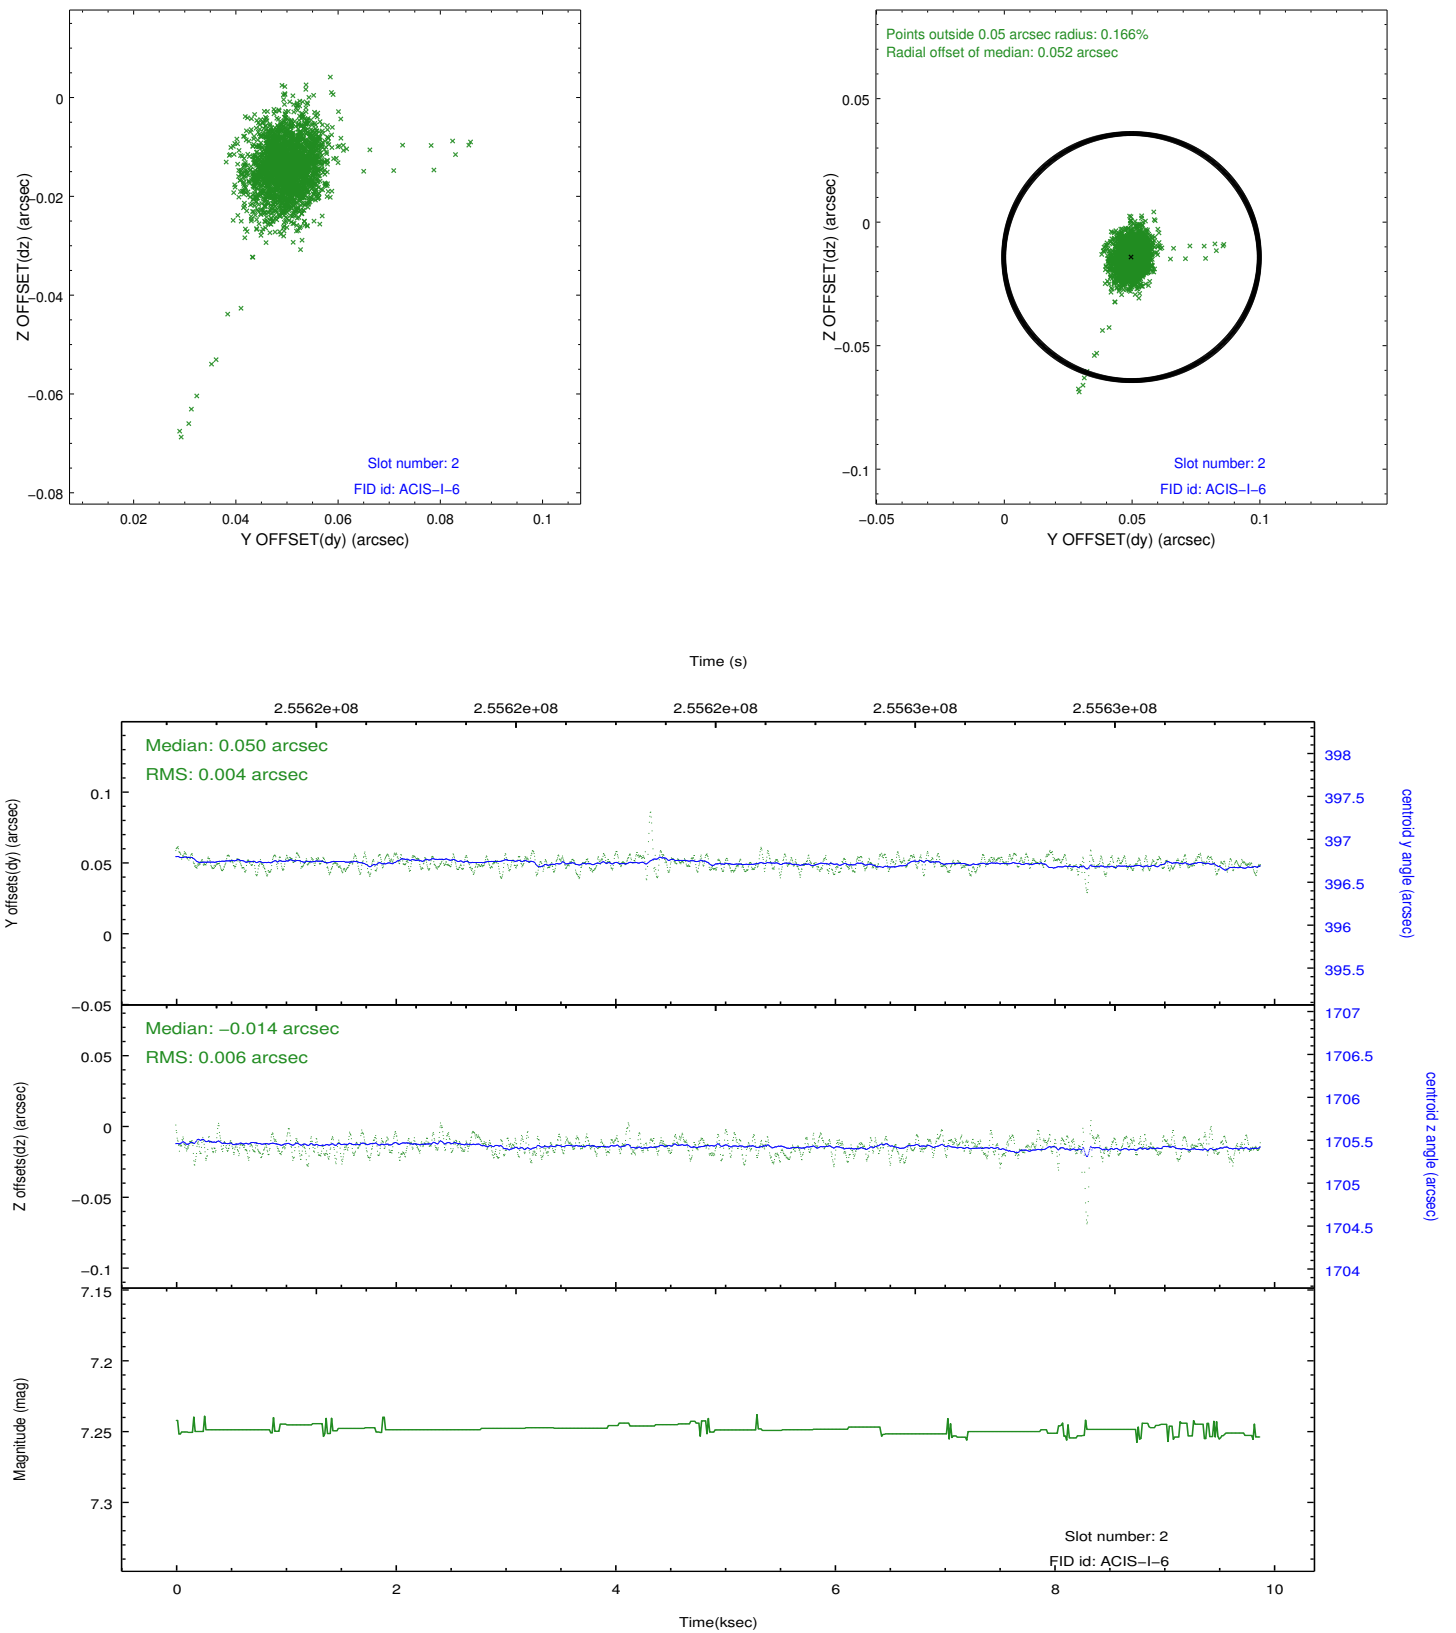 0
−0.02
−0.04
−0.06
−0.08
Z OFFSET(dz) (arcsec)
Slot number: 2
FID id: ACIS−I−6
0.02
0.04
0.06
0.08
0.1
Y OFFSET(dy) (arcsec)
Points outside 0.05 arcsec radius: 0.166%
Radial offset of median: 0.052 arcsec
0.05
0
−0.05
−0.1
Z OFFSET(dz) (arcsec)
Slot number: 2
FID id: ACIS−I−6
−0.05
0
0.05
0.1
Y OFFSET(dy) (arcsec)
Time (s)
2.5562e+08
2.5562e+08
2.5562e+08
2.5563e+08
2.5563e+08
Median: 0.050 arcsec
RMS: 0.004 arcsec
0.1
0.05
0
−0.05
Y offsets(dy) (arcsec)
398
397.5
397
396.5
396
395.5
centroid y angle (arcsec)
Median: −0.014 arcsec
RMS: 0.006 arcsec
0.05
0
−0.05
−0.1
Z offsets(dz) (arcsec)
1707
1706.5
1706
1705.5
1705
1704.5
1704
centroid z angle (arcsec)
7.15
7.2
7.25
7.3
Magnitude (mag)
Slot number: 2
FID id: ACIS−I−6
0
2
4
6
8
10
Time(ksec)